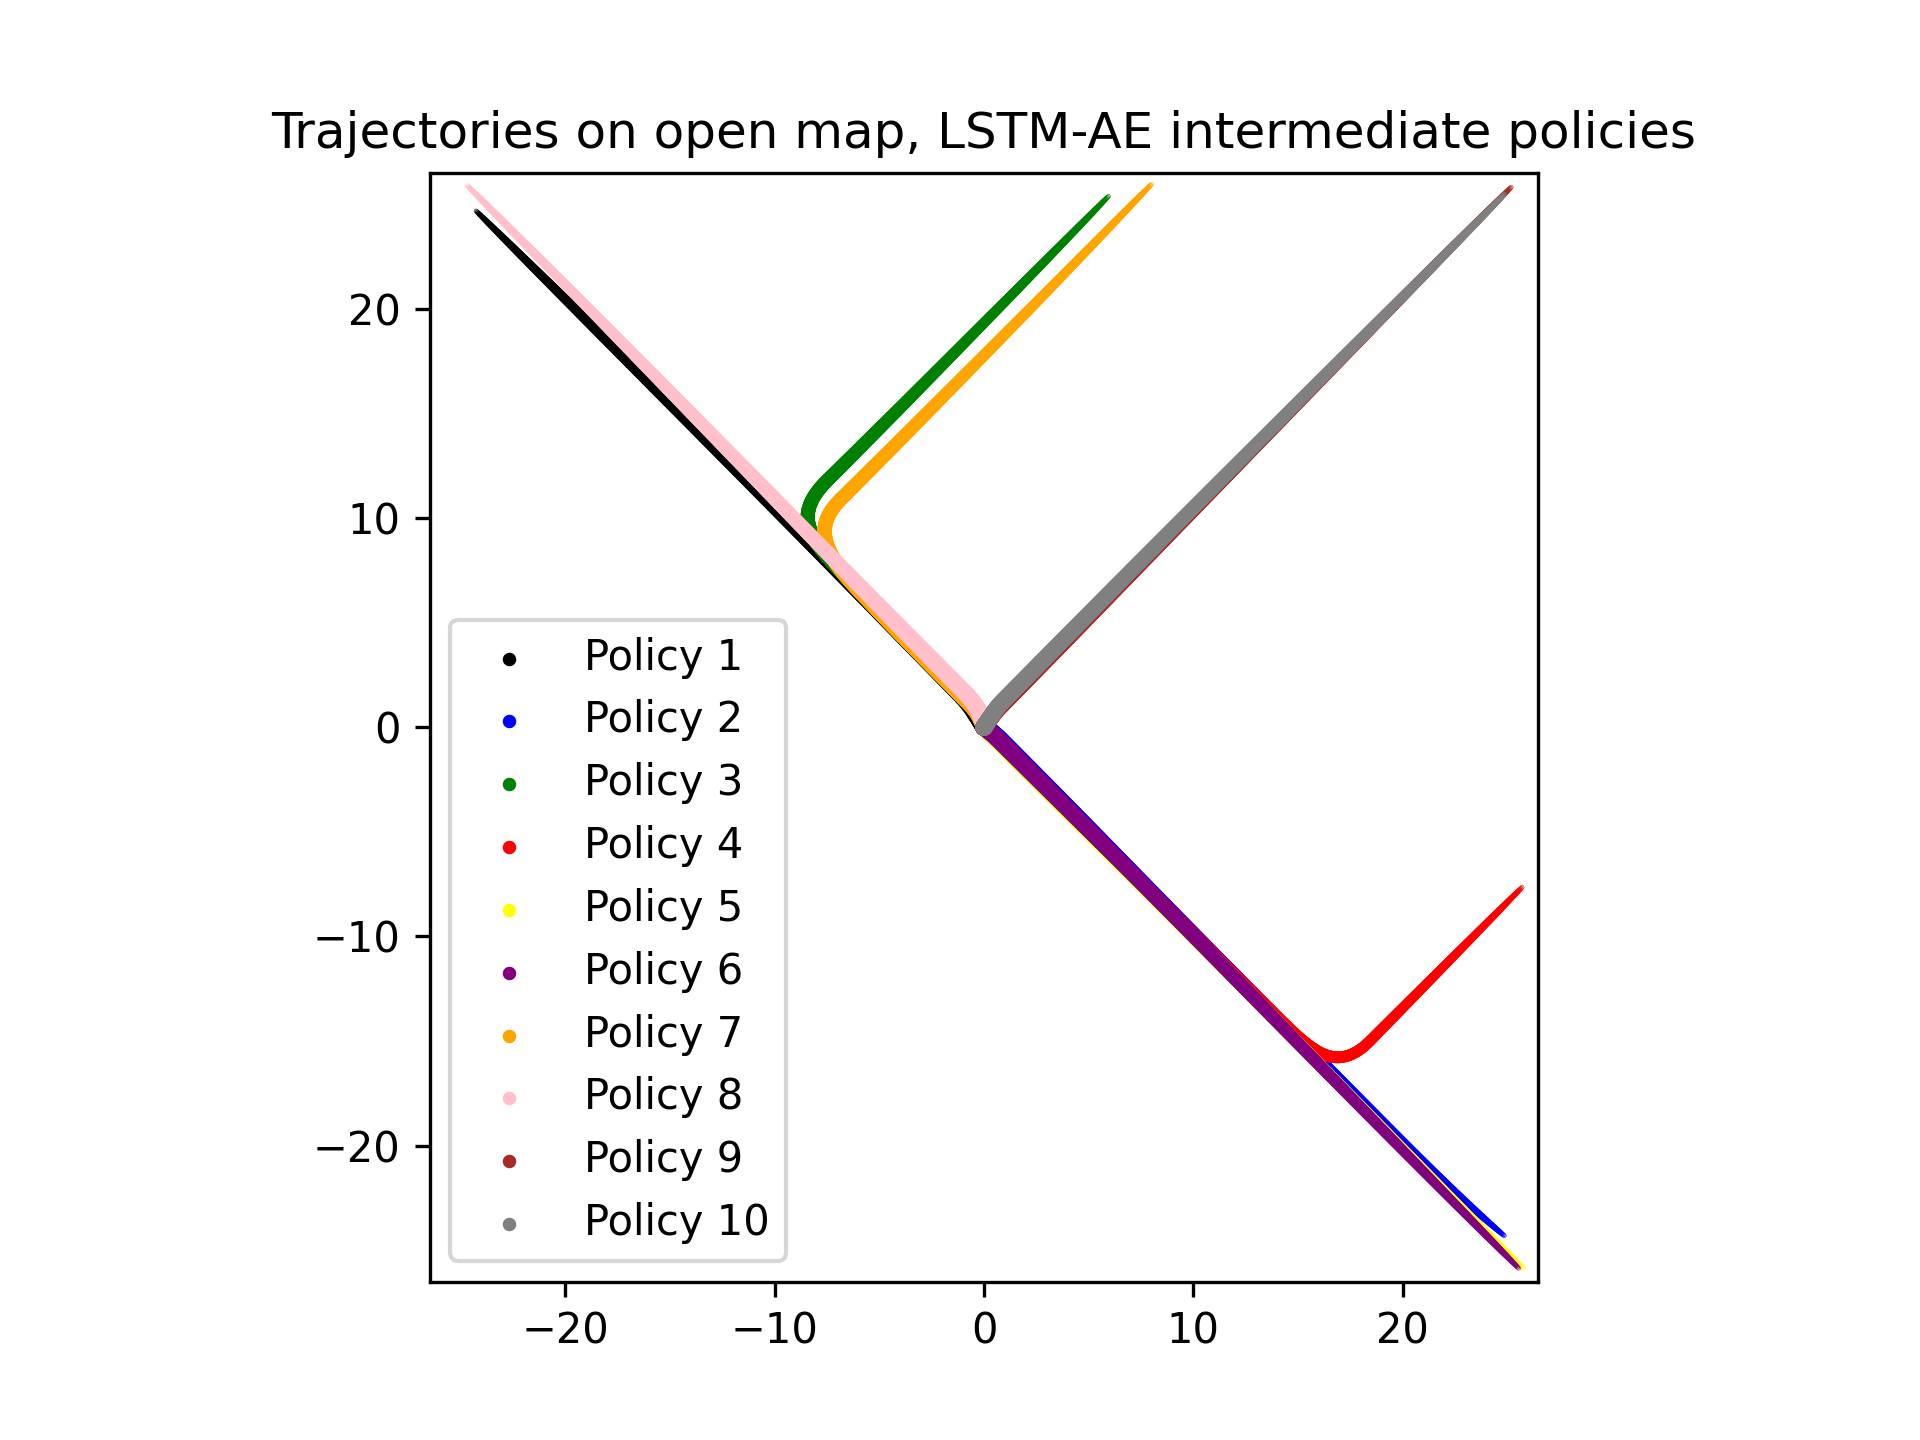 Trajectories on open map, LSTM-AE intermediate policies
20
10
0
−10
−20
Policy 1
Policy 2
Policy 3
Policy 4
Policy 5
Policy 6
Policy 7
Policy 8
Policy 9
Policy 10
−20 −10 0 10 20